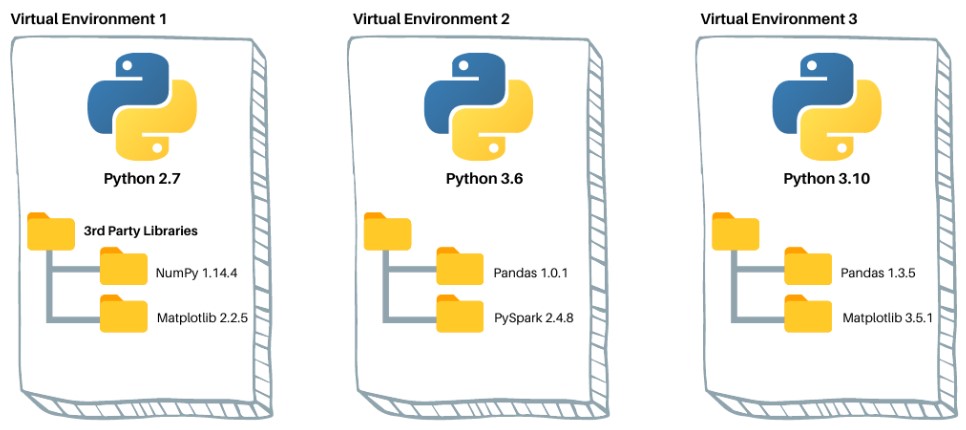 Virtual Environment 1
Python 2.7
3rd Party Libraries
NumPy 1.14.4
Matplotlib 2.2.5
Virtual Environment 2
Python 3.6
Pandas 1.0.1
PySpark 2.4.8
Virtual Environment 3
Python 3.10
Pandas 1.3.5
Matplotlib 3.5.1